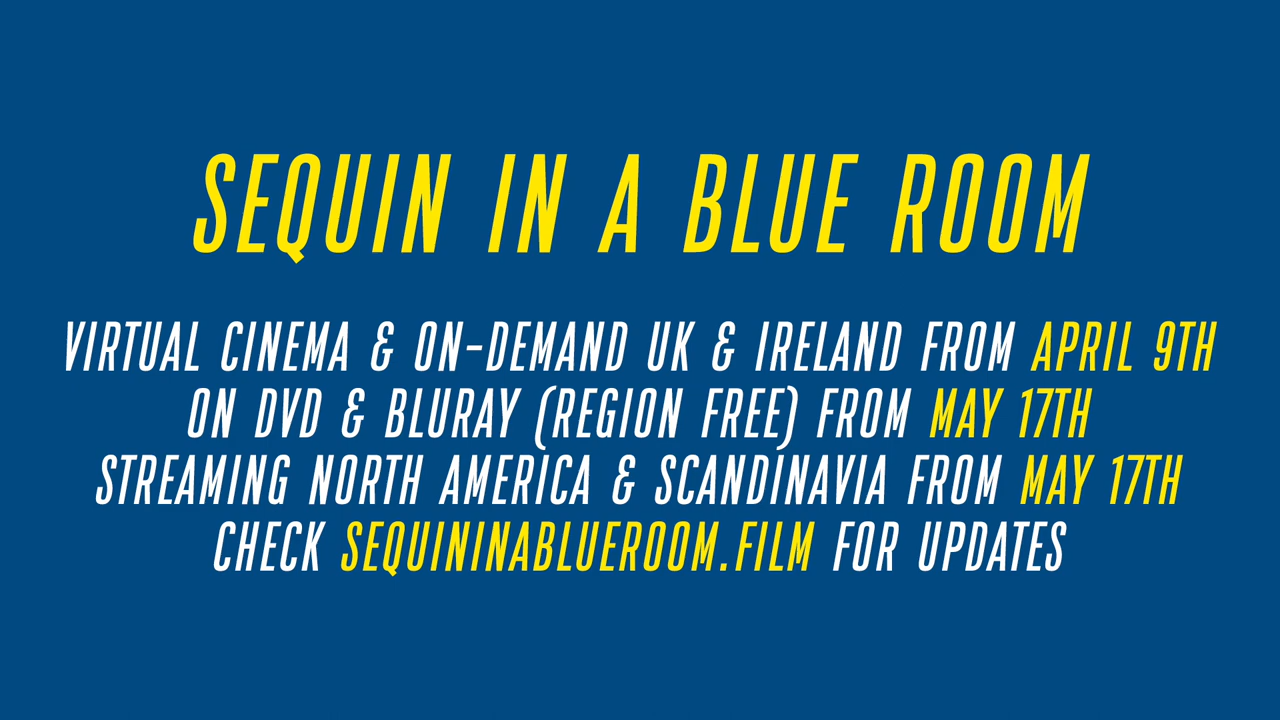 SEQUIN IN A BLUE ROOM
VIRTUAL CINEMA & ON-DEMAND UK & IRELAND FROM APRIL 9TH
ON DVD & BLURAY (REGION FREE) FROM MAY 17TH
STREAMING NORTH AMERICA & SCANDINAVIA FROM MAY 17TH
CHECK SEQUININABLUEROOM.FILM FOR UPDATES